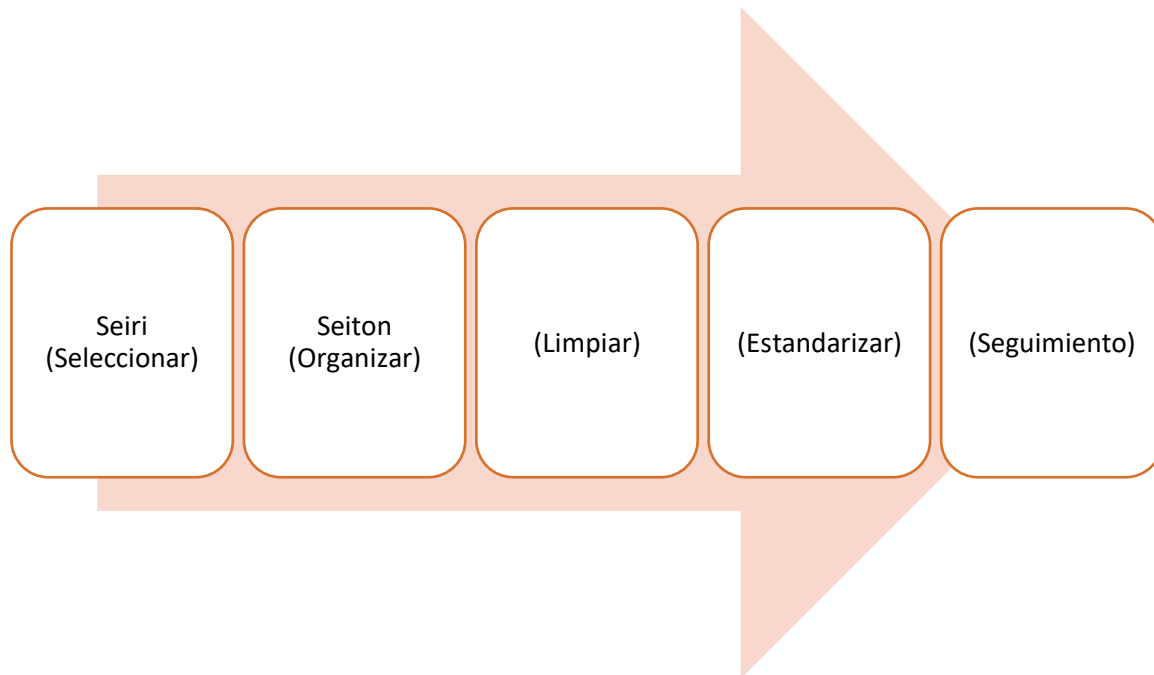 Seiri
(Seleccionar)
Seiton
(Organizar)
(Limpiar)
(Estandarizar)
(Seguimiento)